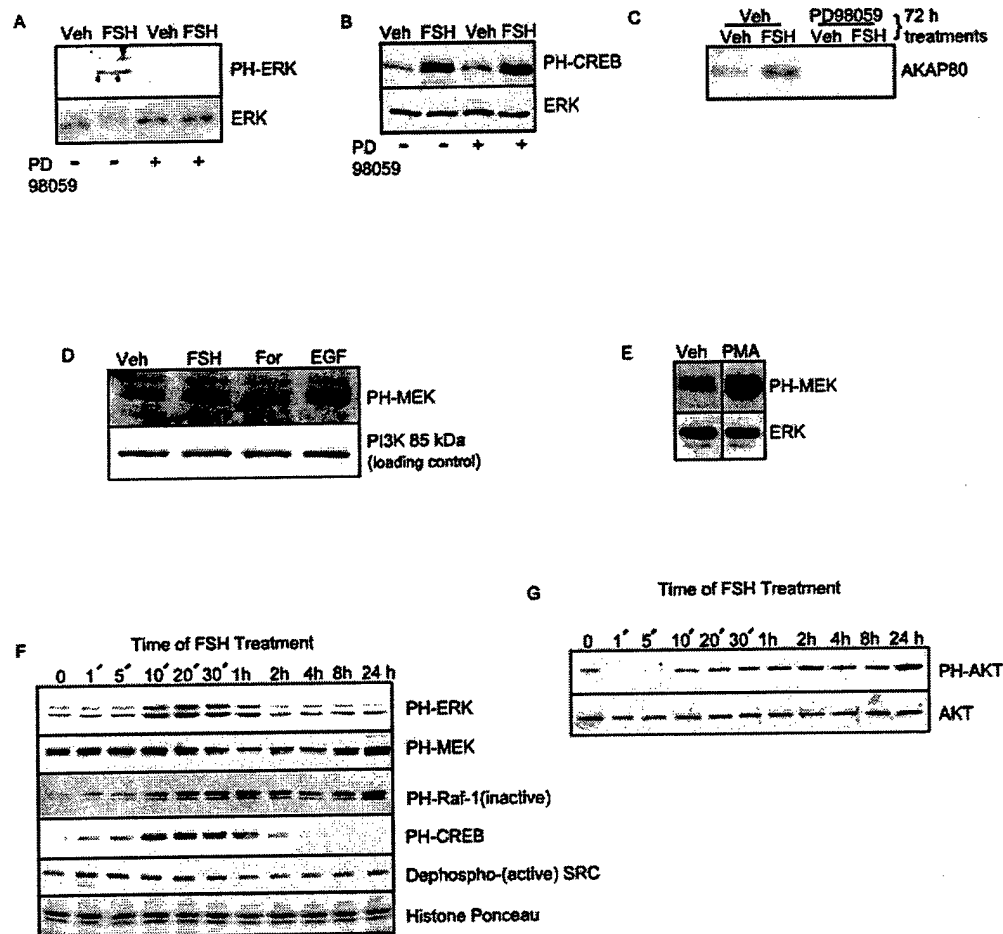 A
Veh FSH Veh FSH
PH-ERK
ERK
PD - - + +
98059
B
Veh FSH Veh FSH
PH-CREB
ERK
PD - - + +
98059
C
Veh PD98059 } 72 h
Veh FSH Veh FSH treatments
AKAP80
D
Veh FSH For EGF
PH-MEK
PI3K 85 kDa
(loading control)
E
Veh PMA
PH-MEK
ERK
F
Time of FSH Treatment
0 1´ 5´ 10´ 20´ 30´ 1h 2h 4h 8h 24 h
PH-ERK
PH-MEK
PH-Raf-1(inactive)
PH-CREB
Dephospho-(active) SRC
Histone Ponceau
G
Time of FSH Treatment
0 1´ 5´ 10´ 20´ 30´ 1h 2h 4h 8h 24 h
PH-AKT
AKT